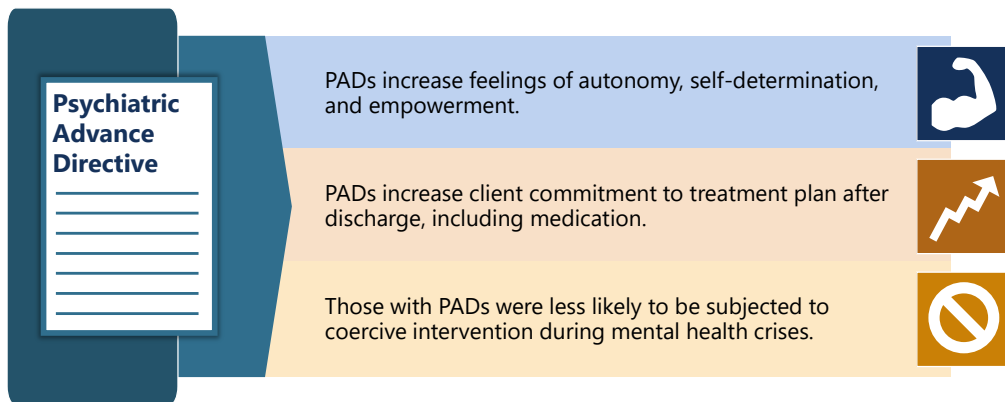 Psychiatric
Advance
Directive
PADs increase feelings of autonomy, self-determination,
and empowerment.
PADs increase client commitment to treatment plan after
discharge, including medication.
Those with PADs were less likely to be subjected to
coercive intervention during mental health crises.